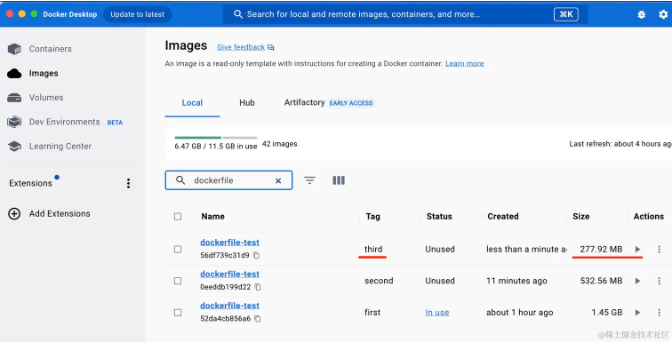 Docker Desktop Update to latest Search for local and remote images, containers, and more... ⌘K
Containers
Images
Volumes
Dev Environments BETA
Learning Center
Extensions
Add Extensions
Images Give feedback
An image is a read-only template with instructions for creating a Docker container. Learn more
Local Hub Artifactory EARLY ACCESS
6.47 GB / 11.5 GB in use 42 images Last refresh: about 4 hours ago
dockerfile
Name Tag Status Created Size Actions
dockerfile-test third Unused less than a minute a 277.92 MB
56df739c31d9
dockerfile-test second Unused 11 minutes ago 532.56 MB
0eeddb199d22
dockerfile-test first In use about 1 hour ago 1.45 GB
52da4cb856a6
@稀土掘金技术社区